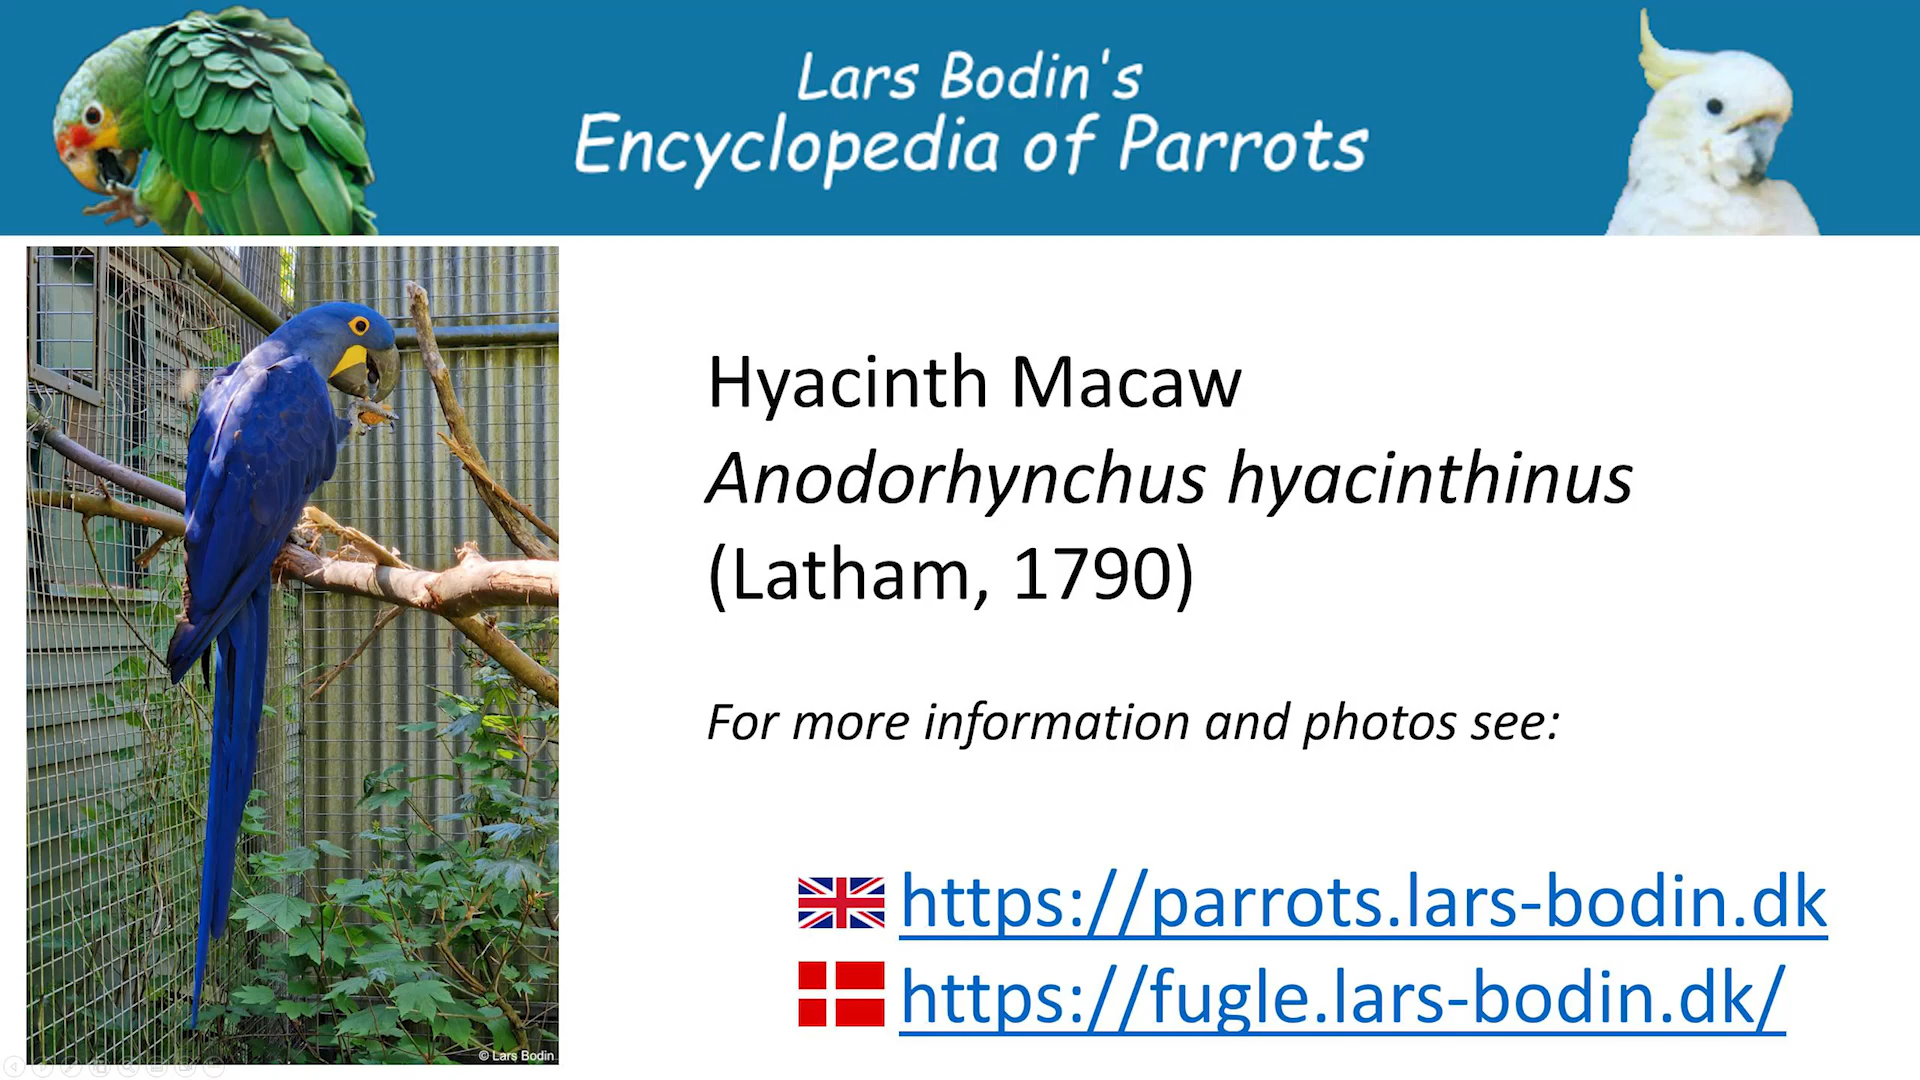 Lars Bodin's
Encyclopedia of Parrots
Hyacinth Macaw
Anodorhynchus hyacinthinus
(Latham, 1790)
For more information and photos see:
https://parrots.lars-bodin.dk
https://fugle.lars-bodin.dk/
© Lars Bodin